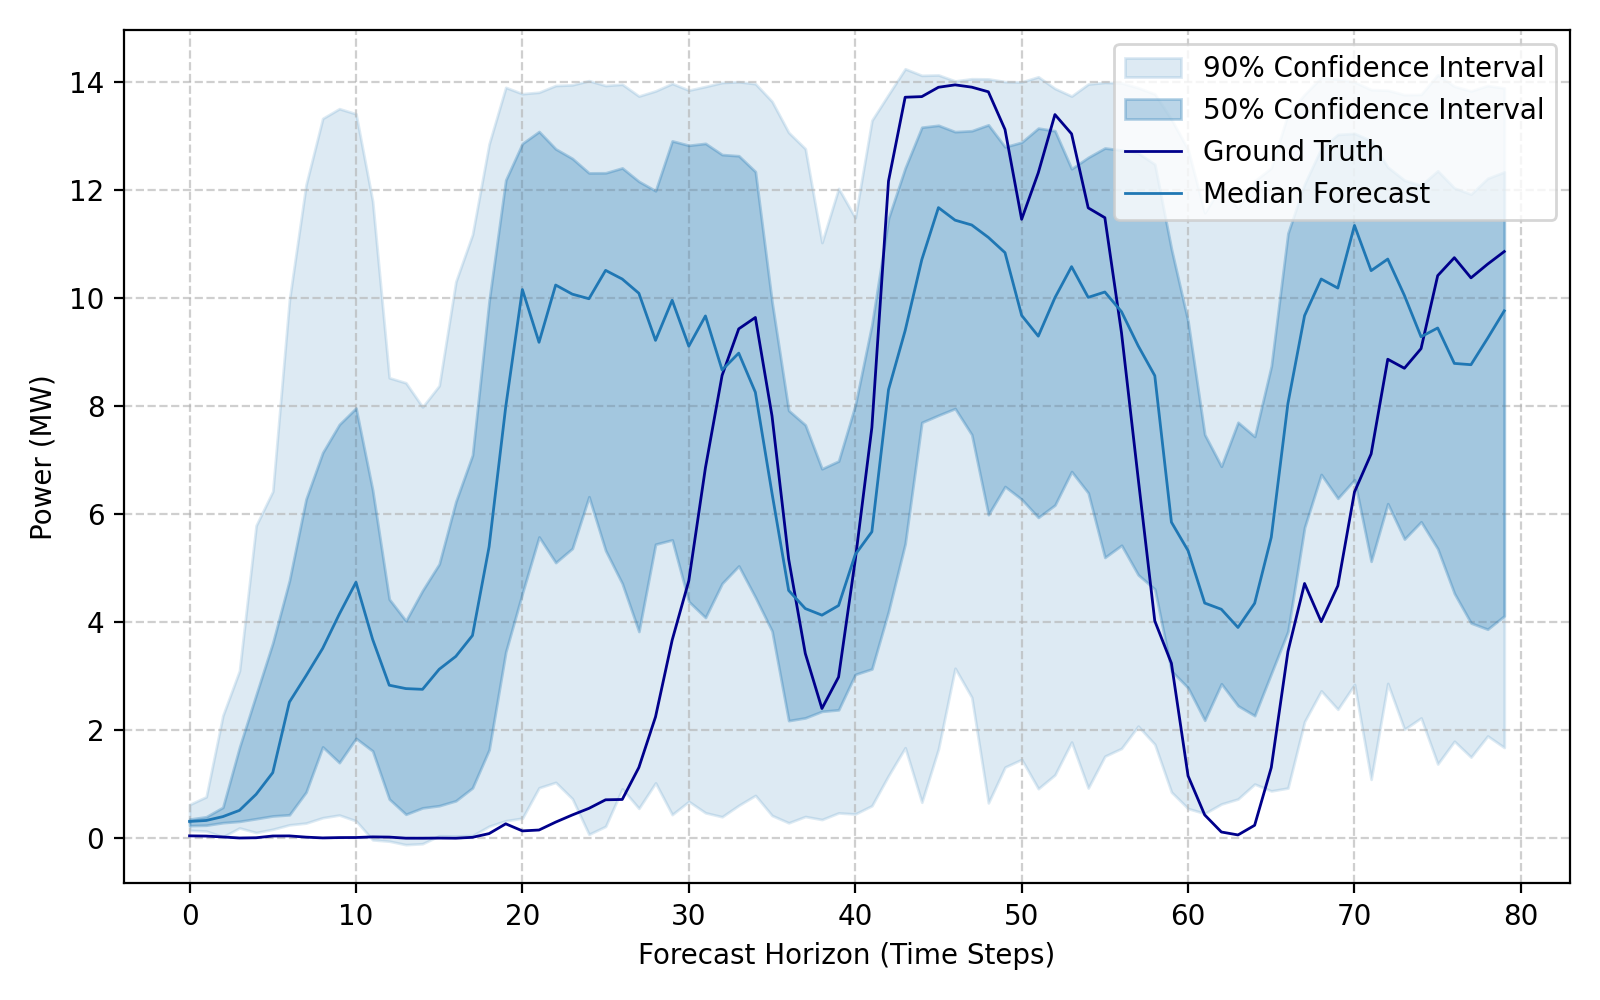 90% Confidence Interval
50% Confidence Interval
Ground Truth
Median Forecast
14
12
10
8
6
4
2
0
Power (MW)
0 10 20 30 40 50 60 70 80
Forecast Horizon (Time Steps)